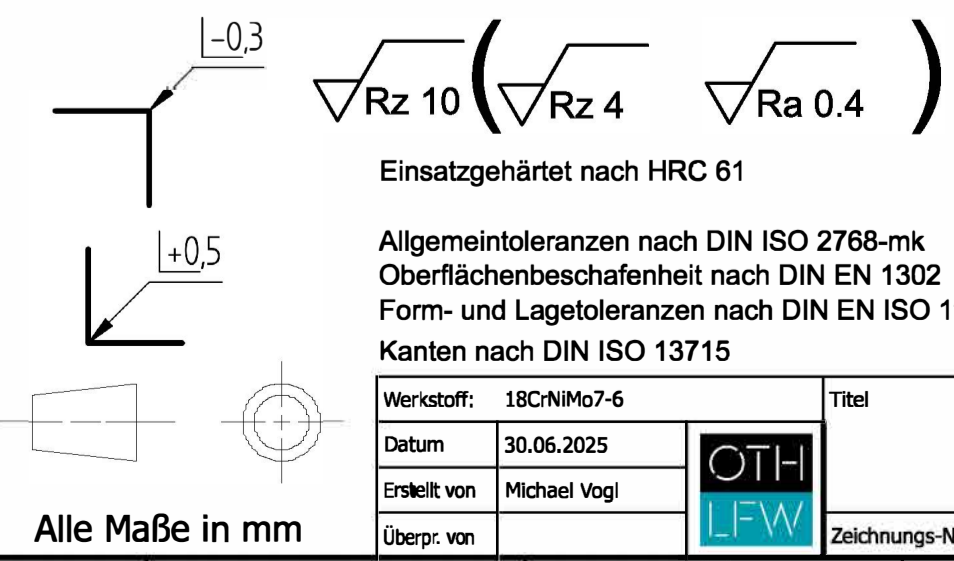 -0,3
Rz 10 ( Rz 4 Ra 0.4 )
Einsatzgehärtet nach HRC 61
Allgemeintoleranzen nach DIN ISO 2768-mk
Oberflächenbeschafenheit nach DIN EN 1302
Form- und Lagetoleranzen nach DIN EN ISO 1
Kanten nach DIN ISO 13715
+0,5
Alle Maße in mm
Werkstoff: 18CrNiMo7-6 Titel
Datum 30.06.2025
Erstellt von Michael Vogl
Überpr. von
OTH
LFW
Zeichnungs-N